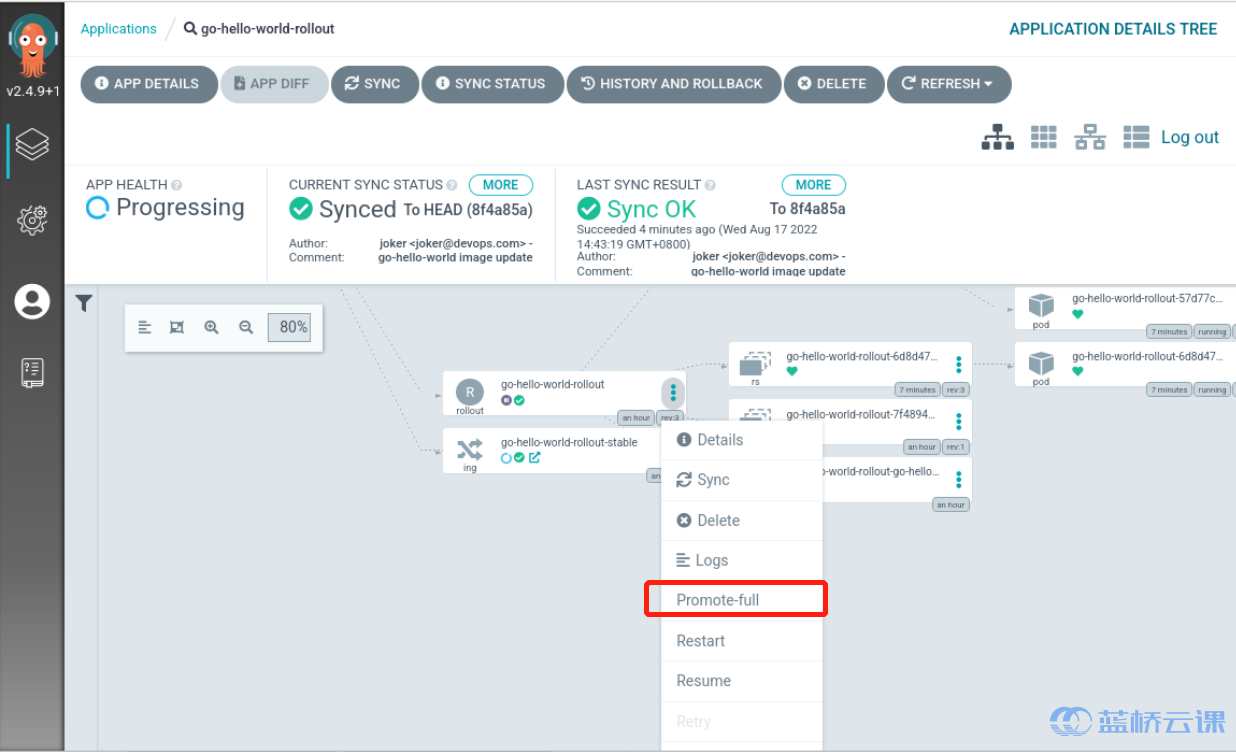 Applications / go-hello-world-rollout
APPLICATION DETAILS TREE
v2.4.9+1
APP DETAILS
APP DIFF
SYNC
SYNC STATUS
HISTORY AND ROLLBACK
DELETE
REFRESH
Log out
APP HEALTH
Progressing
CURRENT SYNC STATUS
MORE
Synced To HEAD (8f4a85a)
Author: joker <joker@devops.com> -
Comment: go-hello-world image update
LAST SYNC RESULT
MORE
Sync OK To 8f4a85a
Succeeded 4 minutes ago (Wed Aug 17 2022
14:43:19 GMT+0800)
Author: joker <joker@devops.com> -
Comment: go-hello-world image update
80%
R
rollout
go-hello-world-rollout
an hour
rev:3
ing
go-hello-world-rollout-stable
an
rs
go-hello-world-rollout-6d8d47...
7 minutes
rev:3
go-hello-world-rollout-7f4894...
an hour
rev:1
-world-rollout-go-hello...
an hour
pod
go-hello-world-rollout-57d77c...
7 minutes
running
pod
go-hello-world-rollout-6d8d47...
7 minutes
running
Details
Sync
Delete
Logs
Promote-full
Restart
Resume
Retry
蓝桥云课